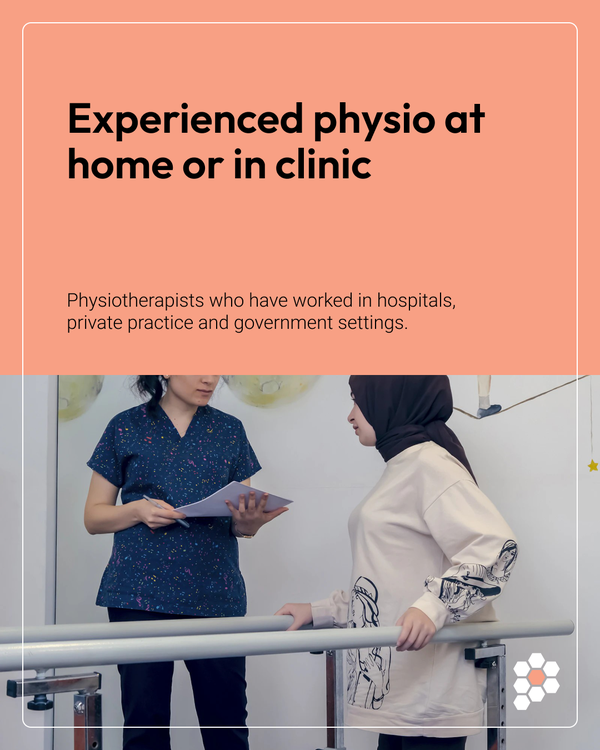 Experienced physio at
home or in clinic
Physiotherapists who have worked in hospitals,
private practice and government settings.